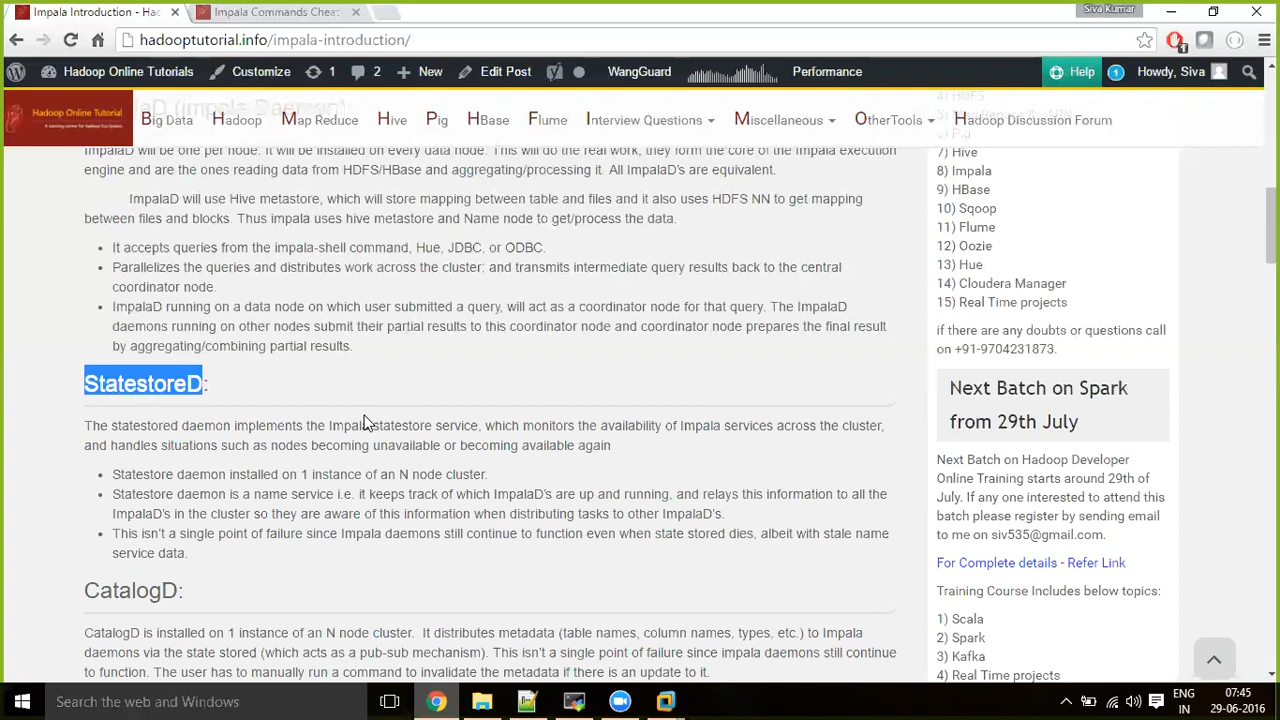 Impala Introduction - Hac
Impala Commands Chea
Siva Kumar
hadooptutorial.info/impala-introduction/
1
Hadoop Online Tutorials
Customize
1
2
New
Edit Post
WangGuard
Performance
Help
1
Howdy, Siva
ImpalaD (Impala Daemon):
Hadoop Online Tutorial
Big Data
Hadoop
Map Reduce
Hive
Pig
HBase
Flume
Interview Questions
Miscellaneous
OtherTools
Hadoop Discussion Forum
ImpalaD will be one per node. It will be installed on every data node. This will do the real work, they form the core of the Impala execution
engine and are the ones reading data from HDFS/HBase and aggregating/processing it. All ImpalaD's are equivalent.
ImpalaD will use Hive metastore, which will store mapping between table and files and it also uses HDFS NN to get mapping
between files and blocks. Thus impala uses hive metastore and Name node to get/process the data.
• It accepts queries from the impala-shell command, Hue, JDBC, or ODBC.
• Parallelizes the queries and distributes work across the cluster; and transmits intermediate query results back to the central
coordinator node.
• ImpalaD running on a data node on which user submitted a query, will act as a coordinator node for that query. The ImpalaD
daemons running on other nodes submit their partial results to this coordinator node and coordinator node prepares the final result
by aggregating/combining partial results.
StatestoreD:
The statestored daemon implements the Impala statestore service, which monitors the availability of Impala services across the cluster,
and handles situations such as nodes becoming unavailable or becoming available again
• Statestore daemon installed on 1 instance of an N node cluster.
• Statestore daemon is a name service i.e. it keeps track of which ImpalaD's are up and running, and relays this information to all the
ImpalaD's in the cluster so they are aware of this information when distributing tasks to other ImpalaD's.
• This isn't a single point of failure since Impala daemons still continue to function even when state stored dies, albeit with stale name
service data.
CatalogD:
CatalogD is installed on 1 instance of an N node cluster. It distributes metadata (table names, column names, types, etc.) to Impala
daemons via the state stored (which acts as a pub-sub mechanism). This isn't a single point of failure since impala daemons still continue
to function. The user has to manually run a command to invalidate the metadata if there is an update to it.
4) HDFS
7) Hive
8) Impala
9) HBase
10) Sqoop
11) Flume
12) Oozie
13) Hue
14) Cloudera Manager
15) Real Time projects
if there are any doubts or questions call
on +91-9704231873.
Next Batch on Spark
from 29th July
Next Batch on Hadoop Developer
Online Training starts around 29th of
July. If any one interested to attend this
batch please register by sending email
to me on siv535@gmail.com.
For Complete details - Refer Link
Training Course Includes below topics:
1) Scala
2) Spark
3) Kafka
4) Real Time projects
Search the web and Windows
ENG
IN
07:45
29-06-2016